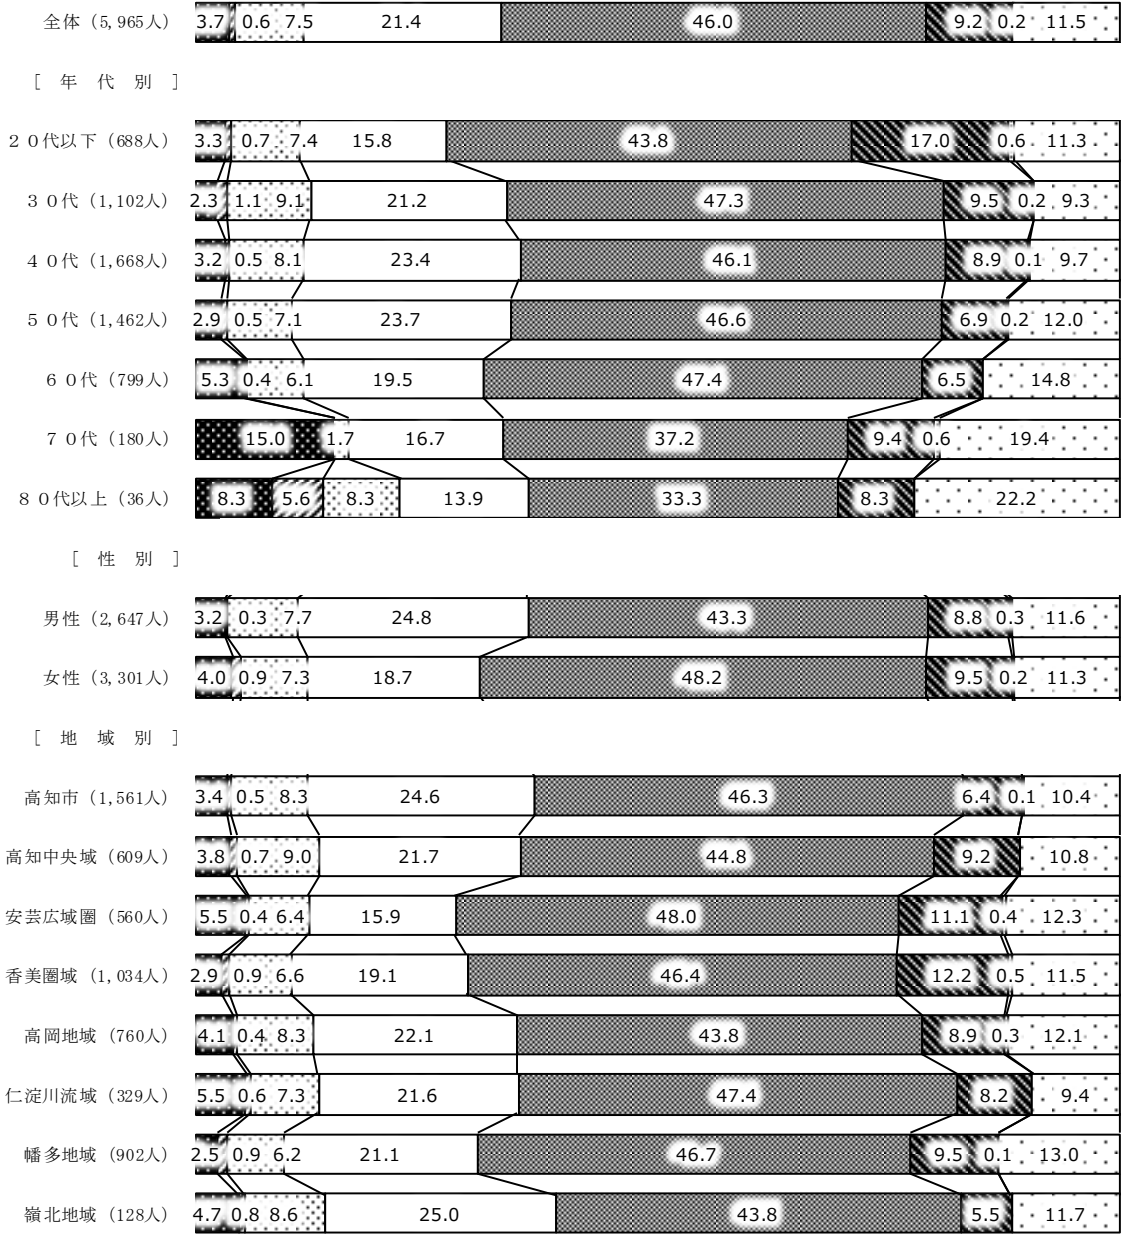 全体 (5,965人) 3.7 0.6 7.5 21.4 46.0 9.2 0.2 11.5
[ 年 代 別 ]
２０代以下 (688人) 3.3 0.7 7.4 15.8 43.8 17.0 0.6 11.3
３０代 (1,102人) 2.3 1.1 9.1 21.2 47.3 9.5 0.2 9.3
４０代 (1,668人) 3.2 0.5 8.1 23.4 46.1 8.9 0.1 9.7
５０代 (1,462人) 2.9 0.5 7.1 23.7 46.6 6.9 0.2 12.0
６０代 (799人) 5.3 0.4 6.1 19.5 47.4 6.5 14.8
７０代 (180人) 15.0 1.7 16.7 37.2 9.4 0.6 19.4
８０代以上 (36人) 8.3 5.6 8.3 13.9 33.3 8.3 22.2
[ 性 別 ]
男性 (2,647人) 3.2 0.3 7.7 24.8 43.3 8.8 0.3 11.6
女性 (3,301人) 4.0 0.9 7.3 18.7 48.2 9.5 0.2 11.3
[ 地 域 別 ]
高知市 (1,561人) 3.4 0.5 8.3 24.6 46.3 6.4 0.1 10.4
高知中央域 (609人) 3.8 0.7 9.0 21.7 44.8 9.2 10.8
安芸広域圏 (560人) 5.5 0.4 6.4 15.9 48.0 11.1 0.4 12.3
香美圏域 (1,034人) 2.9 0.9 6.6 19.1 46.4 12.2 0.5 11.5
高岡地域 (760人) 4.1 0.4 8.3 22.1 43.8 8.9 0.3 12.1
仁淀川流域 (329人) 5.5 0.6 7.3 21.6 47.4 8.2 9.4
幡多地域 (902人) 2.5 0.9 6.2 21.1 46.7 9.5 0.1 13.0
嶺北地域 (128人) 4.7 0.8 8.6 25.0 43.8 5.5 11.7